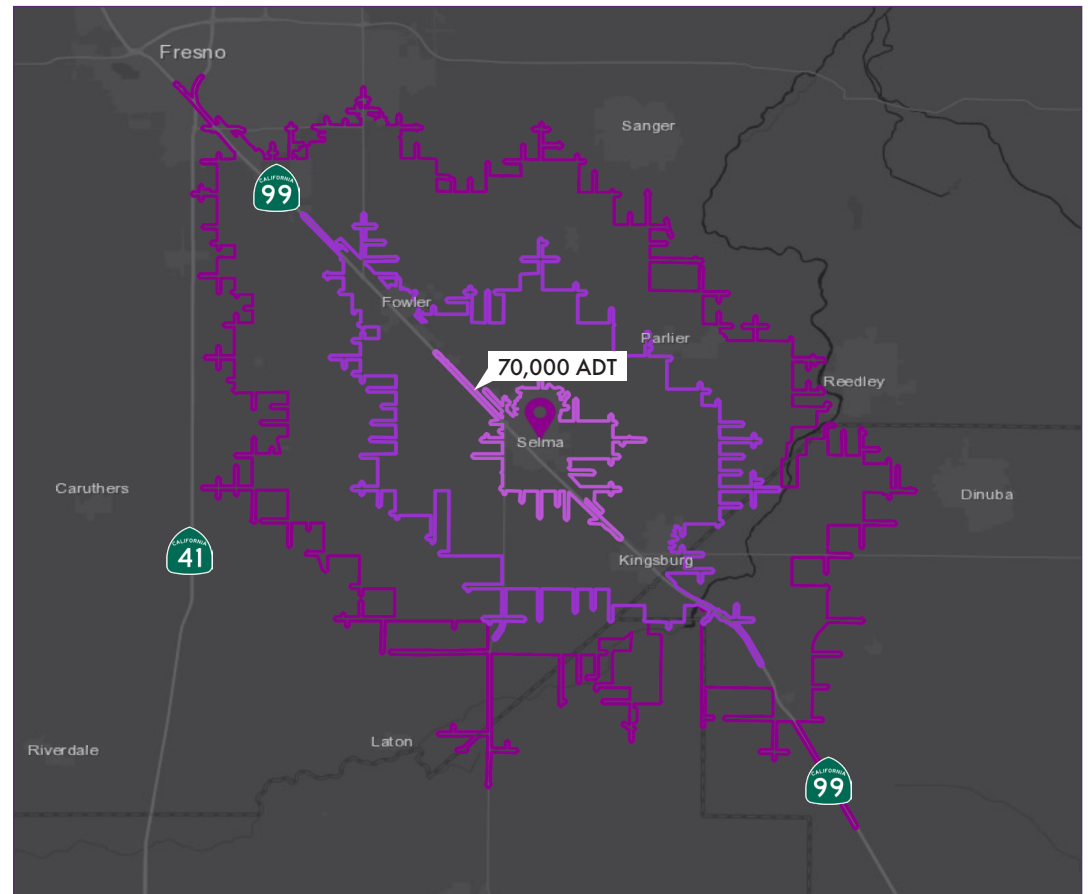 Fresno
Sanger
CALIFORNIA
99
Fowler
Parlier
70,000 ADT
Reedley
Selma
Caruthers
Dinuba
CALIFORNIA
41
Kingsburg
Laton
Riverdale
CALIFORNIA
99